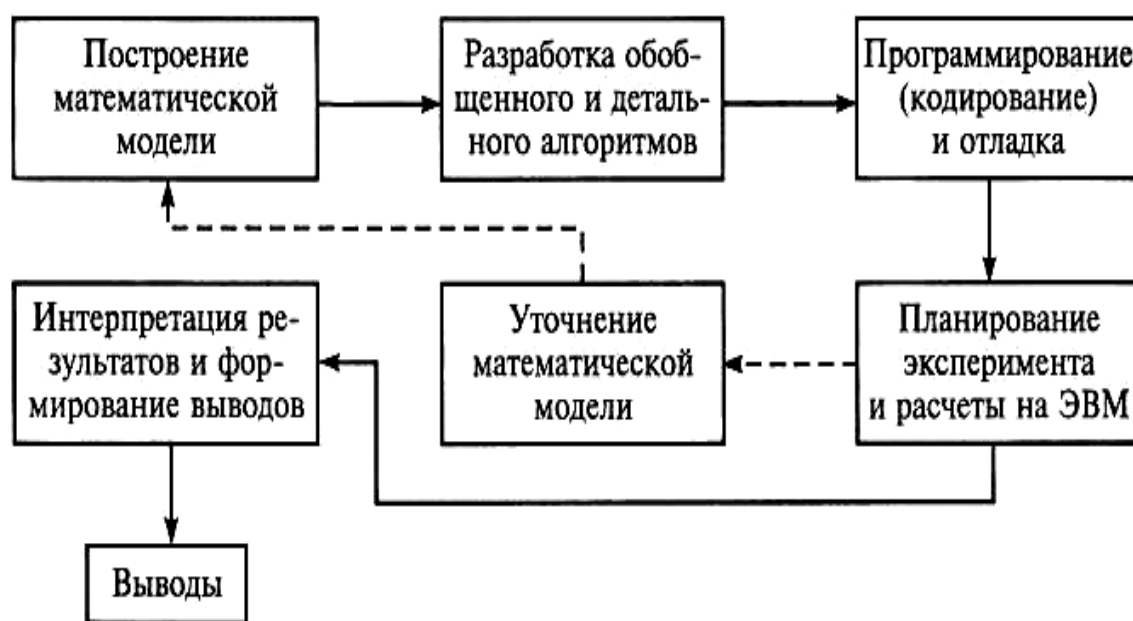 Построение
математической
модели
Разработка обоб-
щенного и деталь-
ного алгоритмов
Программирование
(кодирование)
и отладка
Интерпретация ре-
зультатов и фор-
мирование выводов
Уточнение
математической
модели
Планирование
эксперимента
и расчеты на ЭВМ
Выводы